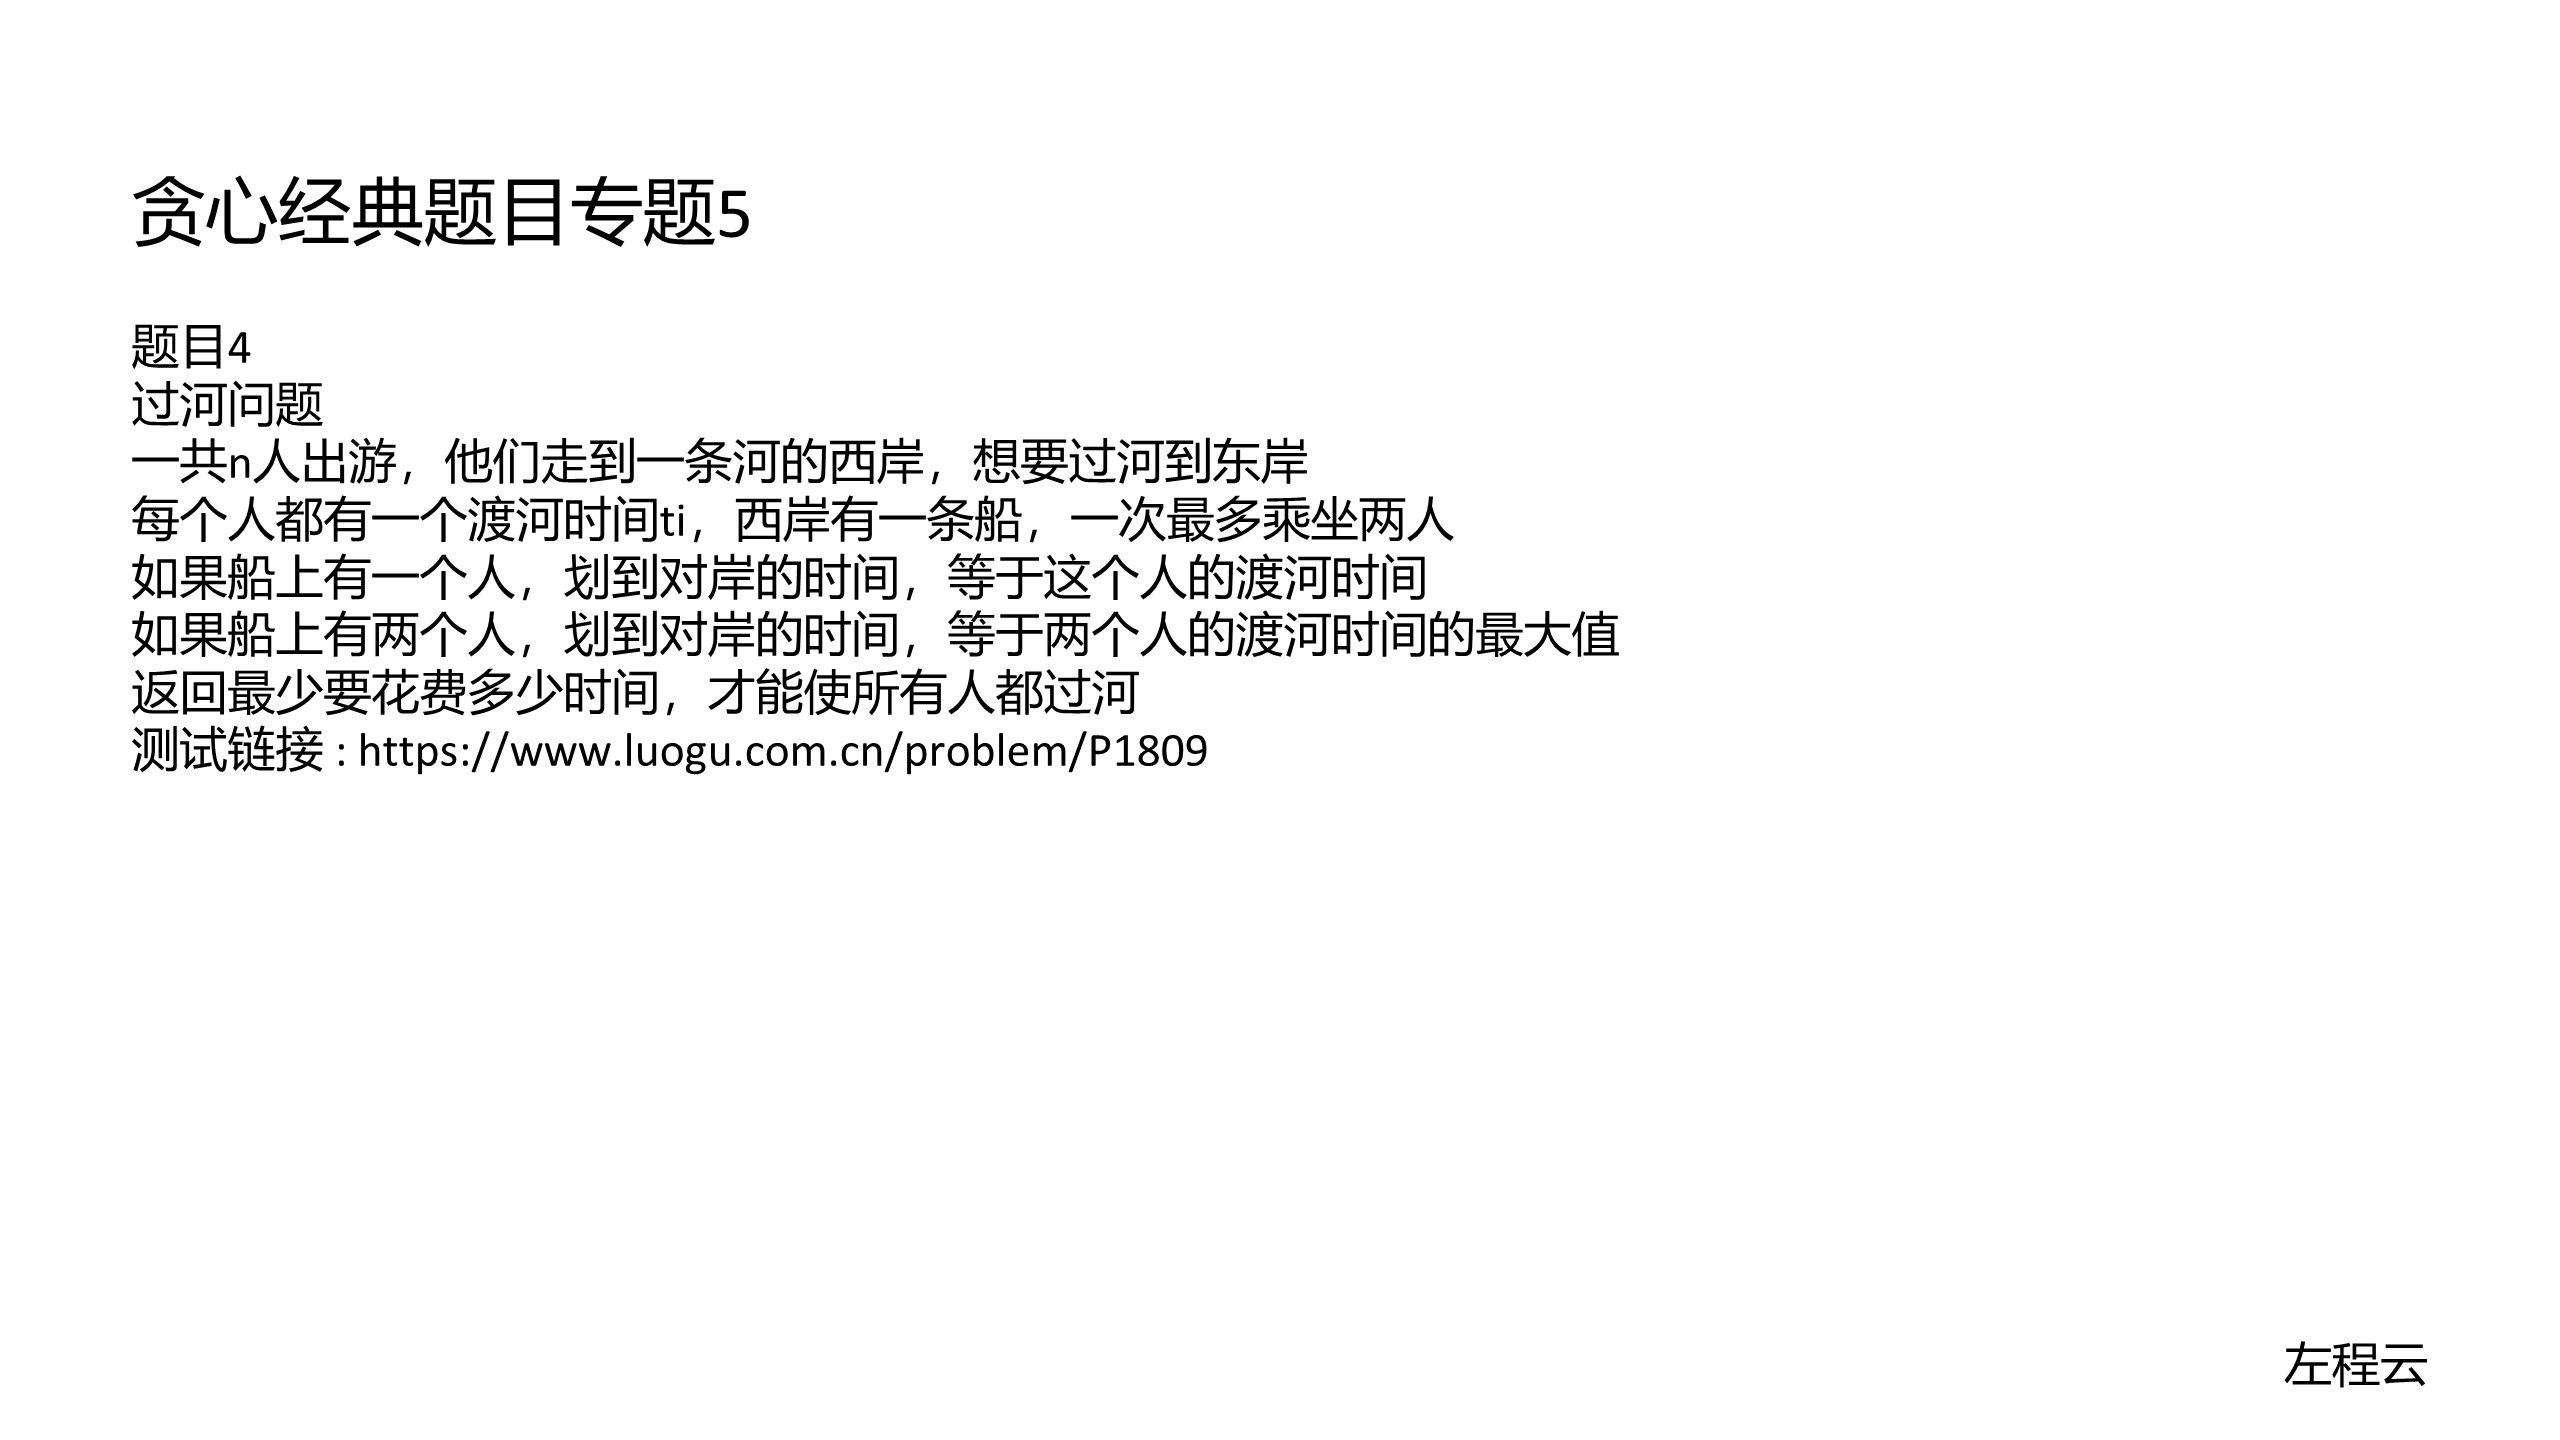 贪心经典题目专题5
题目4
过河问题
一共n人出游，他们走到一条河的西岸，想要过河到东岸
每个人都有一个渡河时间ti，西岸有一条船，一次最多乘坐两人
如果船上有一个人，划到对岸的时间，等于这个人的渡河时间
如果船上有两个人，划到对岸的时间，等于两个人的渡河时间的最大值
返回最少要花费多少时间，才能使所有人都过河
测试链接 : https://www.luogu.com.cn/problem/P1809
左程云